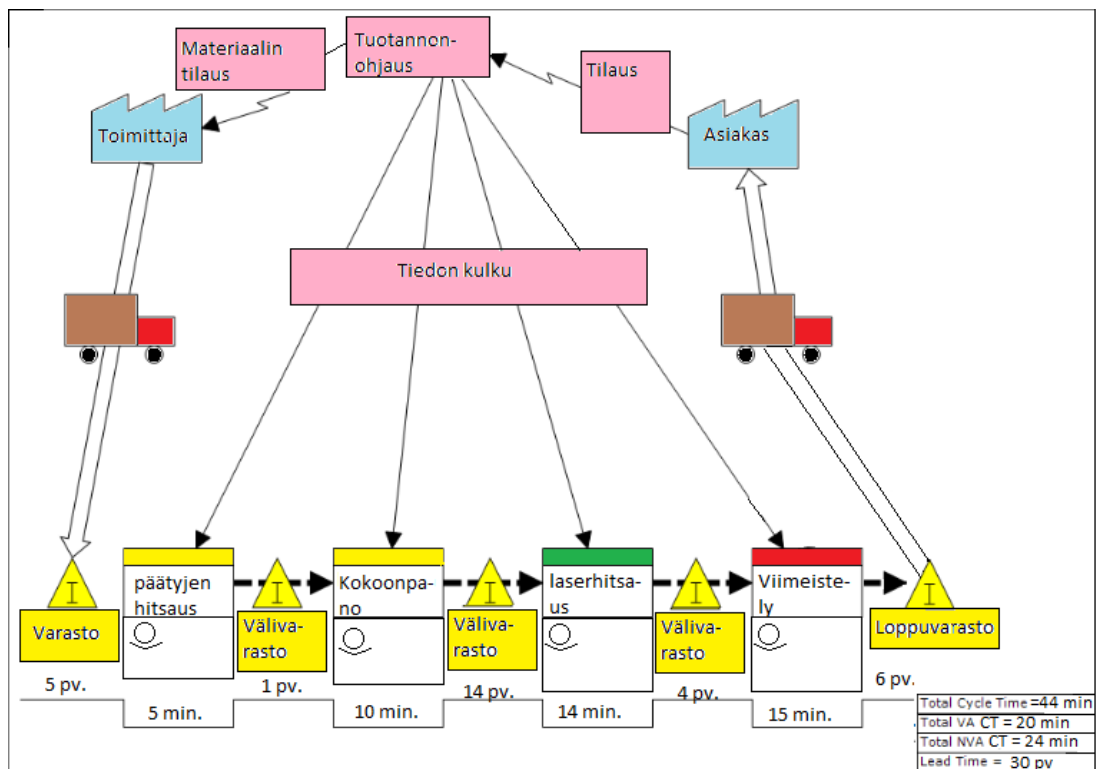 Materiaalin
tilaus
Tuotannon-
ohjaus
Tilaus
Toimittaja
Asiakas
Tiedon kulku
I
Varasto
päätyjen
hitsaus
I
Väliva-
rasto
Kokoonpa-
no
I
Väliva-
rasto
laserhitsa-
us
I
Väliva-
rasto
Viimeiste-
ly
I
Loppuvarasto
5 pv.
1 pv.
14 pv.
4 pv.
6 pv.
5 min.
10 min.
14 min.
15 min.
Total Cycle Time =44 min
Total VA CT = 20 min
Total NVA CT = 24 min
Lead Time = 30 pv